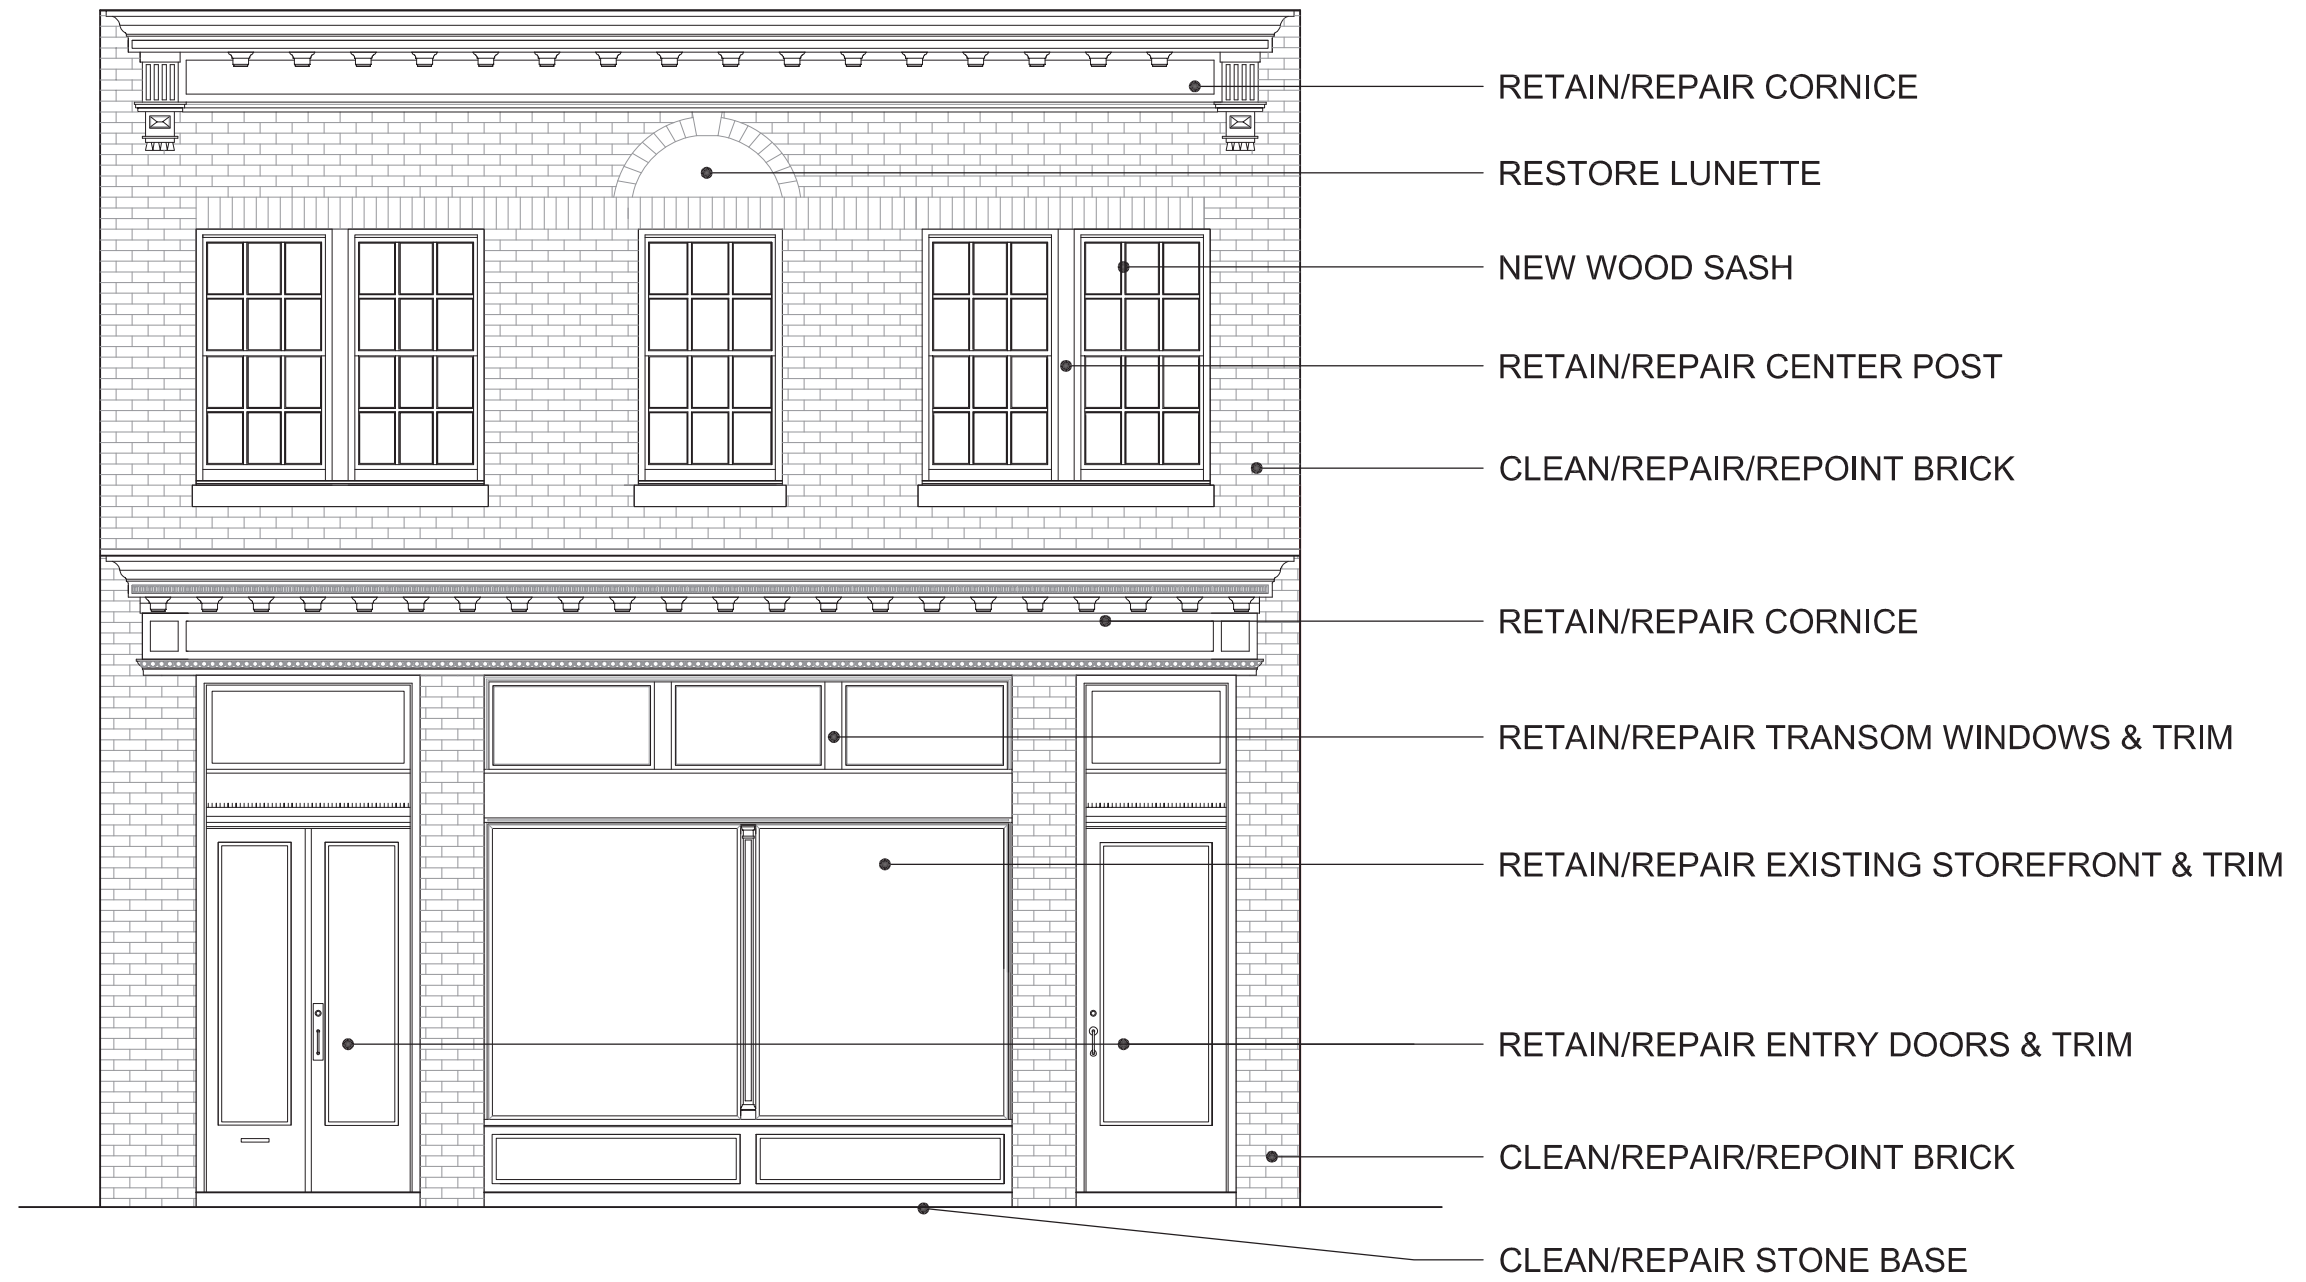 RETAIN/REPAIR CORNICE
RESTORE LUNETTE
NEW WOOD SASH
RETAIN/REPAIR CENTER POST
CLEAN/REPAIR/REPOINT BRICK
RETAIN/REPAIR CORNICE
RETAIN/REPAIR TRANSOM WINDOWS & TRIM
RETAIN/REPAIR EXISTING STOREFRONT & TRIM
RETAIN/REPAIR ENTRY DOORS & TRIM
CLEAN/REPAIR/REPOINT BRICK
CLEAN/REPAIR STONE BASE